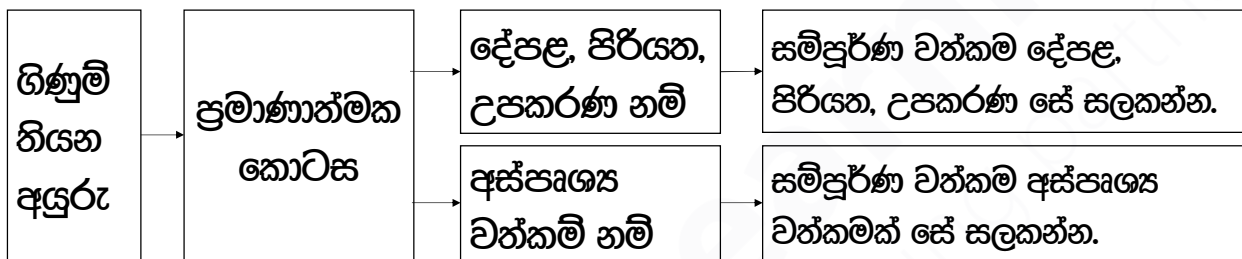 ගිණුම්
තියන
අයුරු
ප්‍රමාණාත්මක
කොටස
දේපළ, පිරියත,
උපකරණ නම්
සම්පූර්ණ වත්කම දේපළ,
පිරියත, උපකරණ සේ සලකන්න.
අස්පෘශ්‍ය
වත්කම් නම්
සම්පූර්ණ වත්කම අස්පෘශ්‍ය
වත්කමක් සේ සලකන්න.